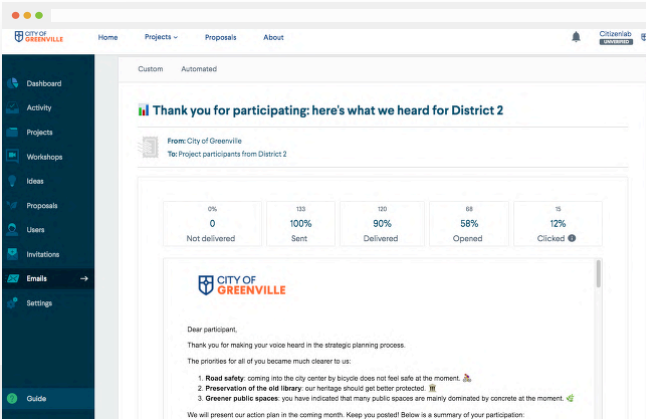 CITY OF
GREENVILLE
Home
Projects
Proposals
About
Citizenlab
UNVERIFIED
Dashboard
Activity
Projects
Workshops
Ideas
Proposals
Users
Invitations
Emails
Settings
Guide
Custom
Automated
Thank you for participating: here's what we heard for District 2
From: City of Greenville
To: Project participants from District 2
0%
0
Not delivered
133
100%
Sent
120
90%
Delivered
68
58%
Opened
15
12%
Clicked
CITY OF
GREENVILLE
Dear participant,
Thank you for making your voice heard in the strategic planning process.
The priorities for all of you became much clearer to us:
1. Road safety: coming into the city center by bicycle does not feel safe at the moment.
2. Preservation of the old library: our heritage should get better protected.
3. Greener public spaces: you have indicated that many public spaces are mainly dominated by concrete at the moment.
We will present our action plan in the coming month. Keep you posted! Below is a summary of your participation: